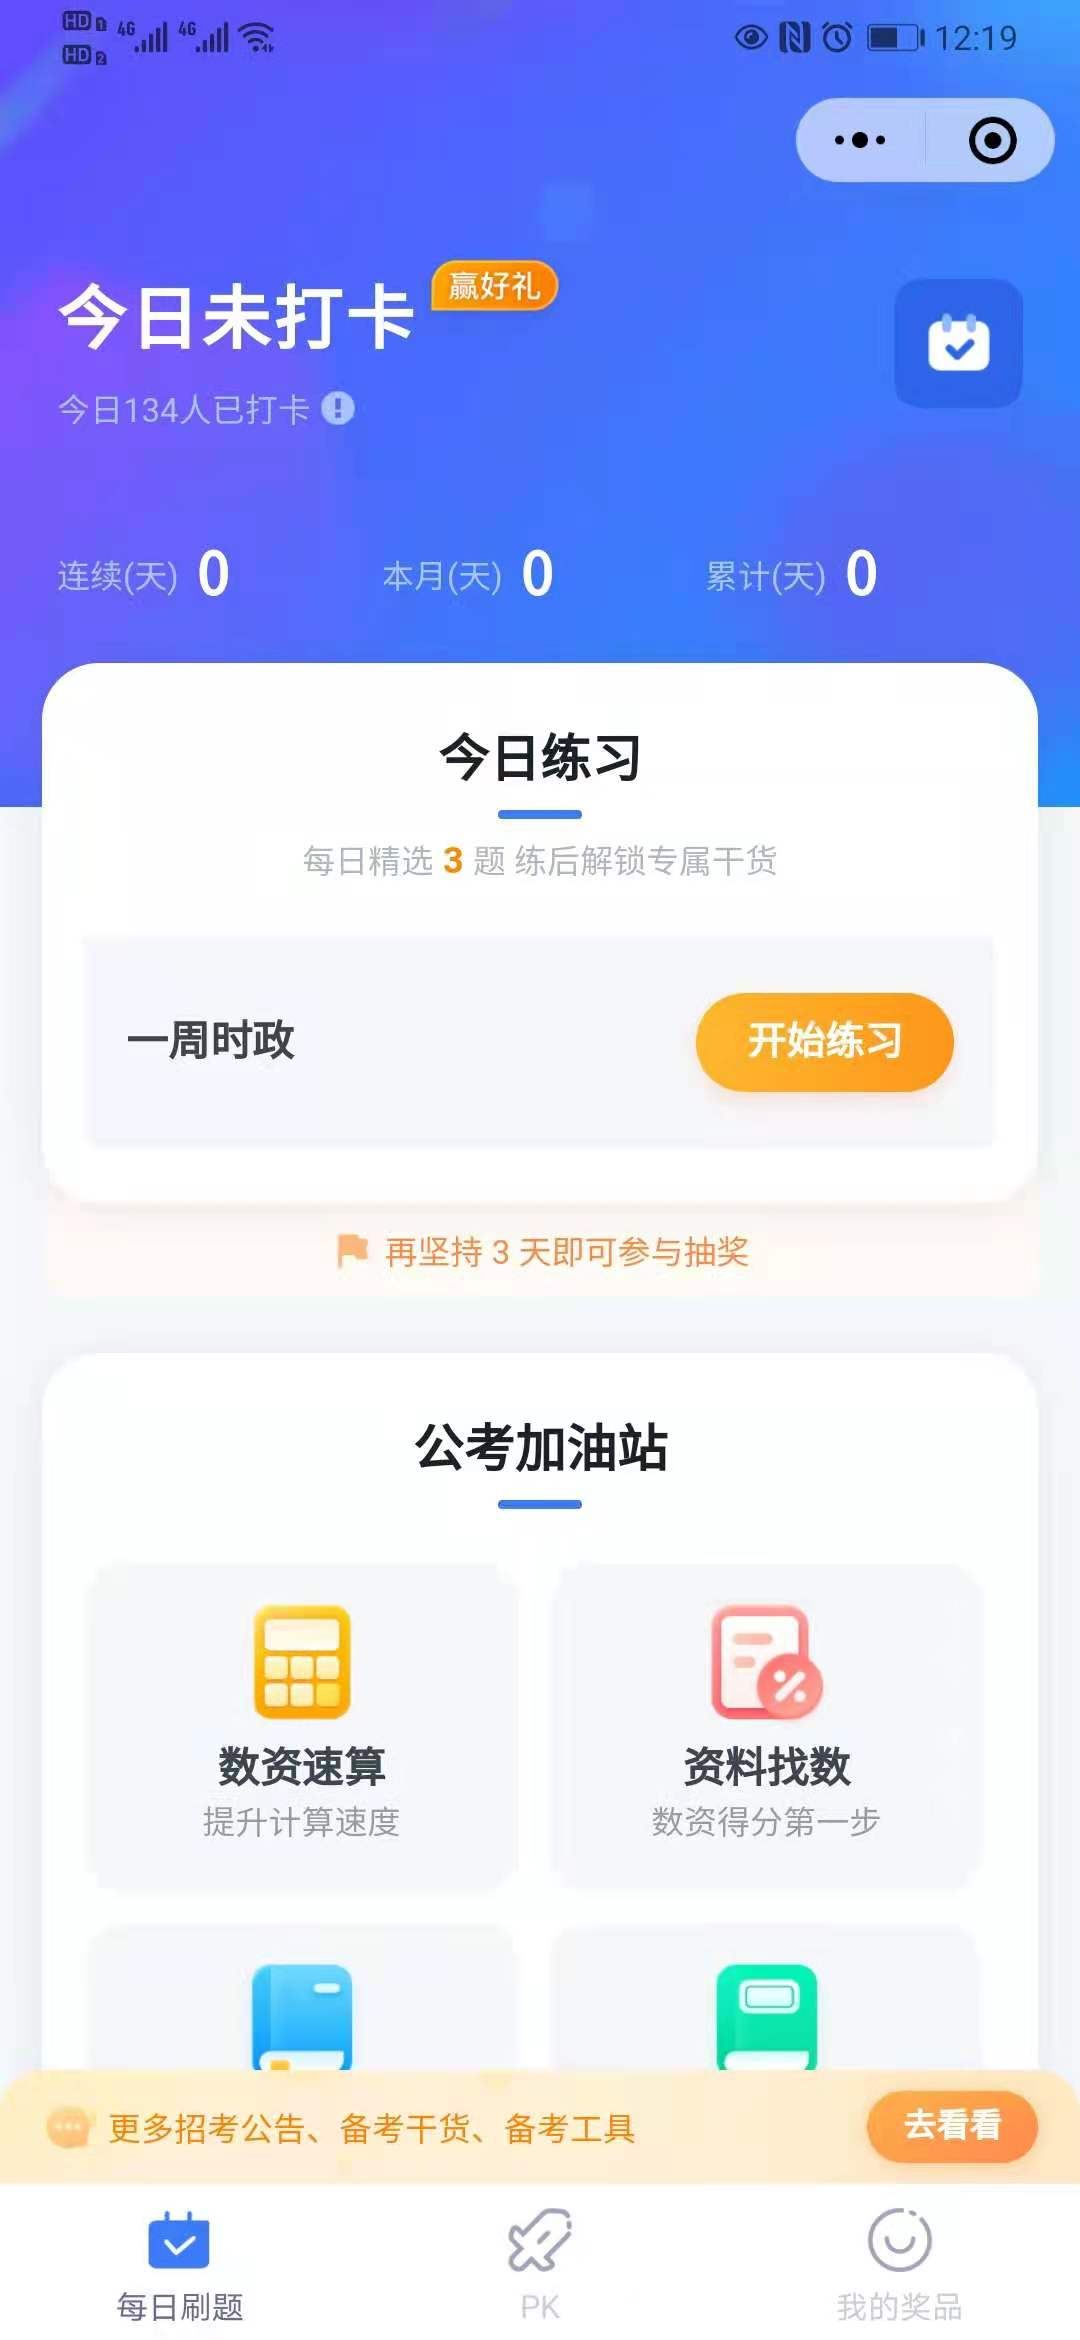 HD 1 4G 4G
HD 2
12:19
今日未打卡
赢好礼
今日134人已打卡
连续(天) 0 本月(天) 0 累计(天) 0
今日练习
每日精选 3 题 练后解锁专属干货
一周时政
开始练习
再坚持 3 天即可参与抽奖
公考加油站
数资速算
提升计算速度
资料找数
数资得分第一步
更多招考公告、备考干货、备考工具
去看看
每日刷题
PK
我的奖品